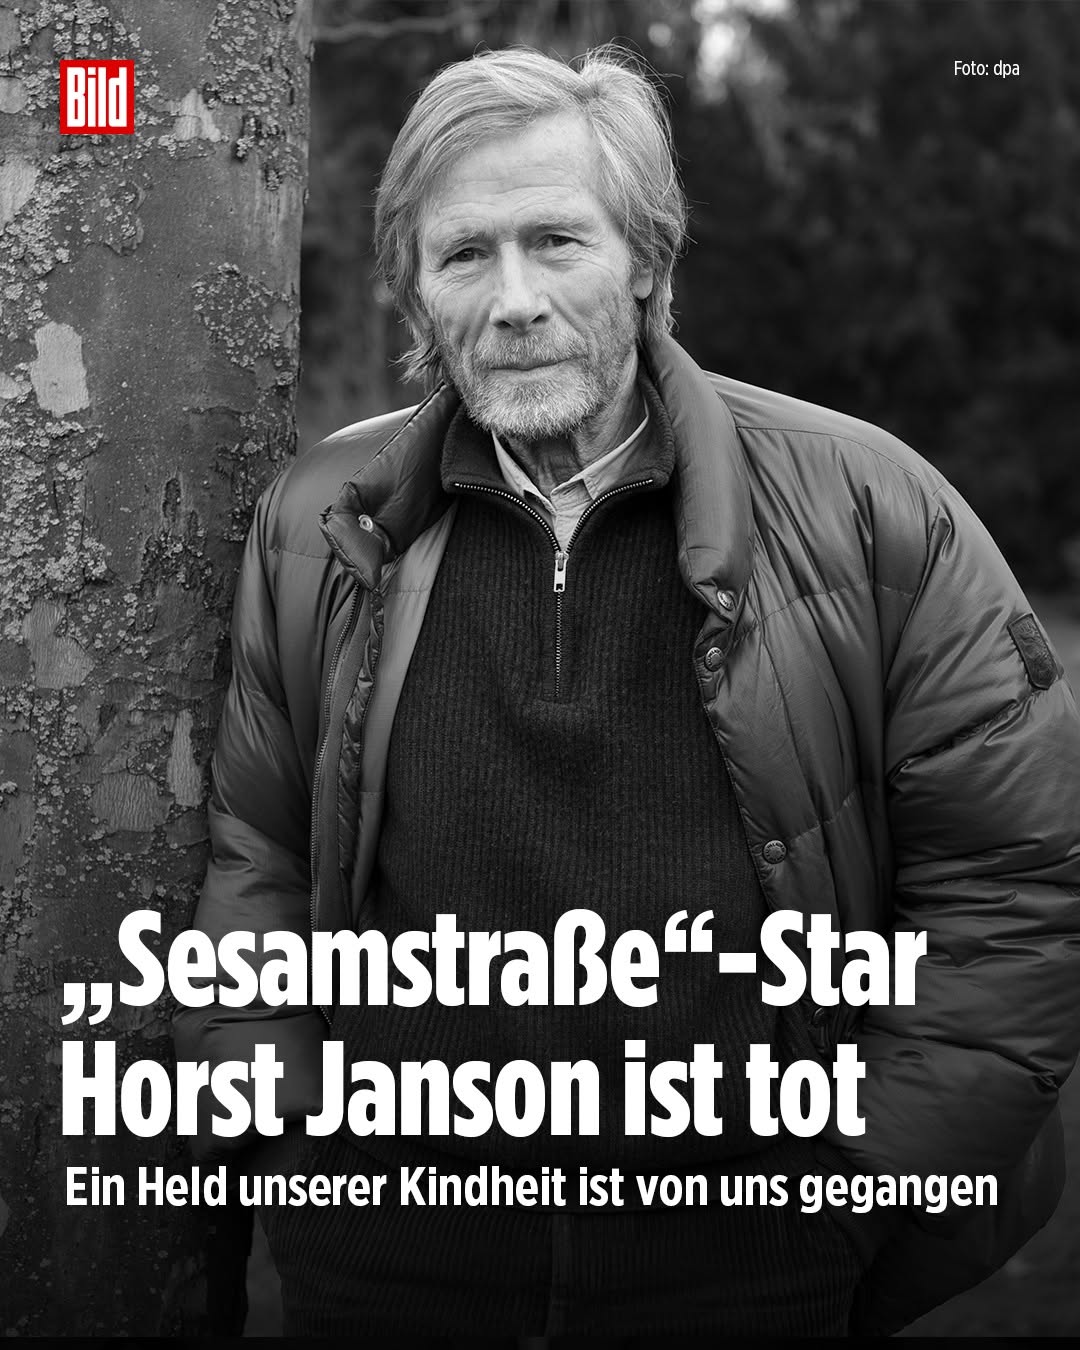 Bild
Foto: dpa
„Sesamstraße“-Star
Horst Janson ist tot
Ein Held unserer Kindheit ist von uns gegangen